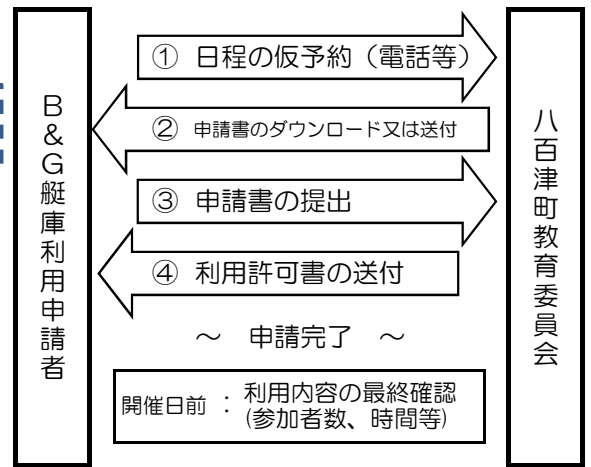 B&G艇庫利用申請者
① 日程の仮予約（電話等）
② 申請書のダウンロード又は送付
③ 申請書の提出
④ 利用許可書の送付
～ 申請完了 ～
開催日前 ： 利用内容の最終確認
(参加者数、時間等)
八百津町教育委員会